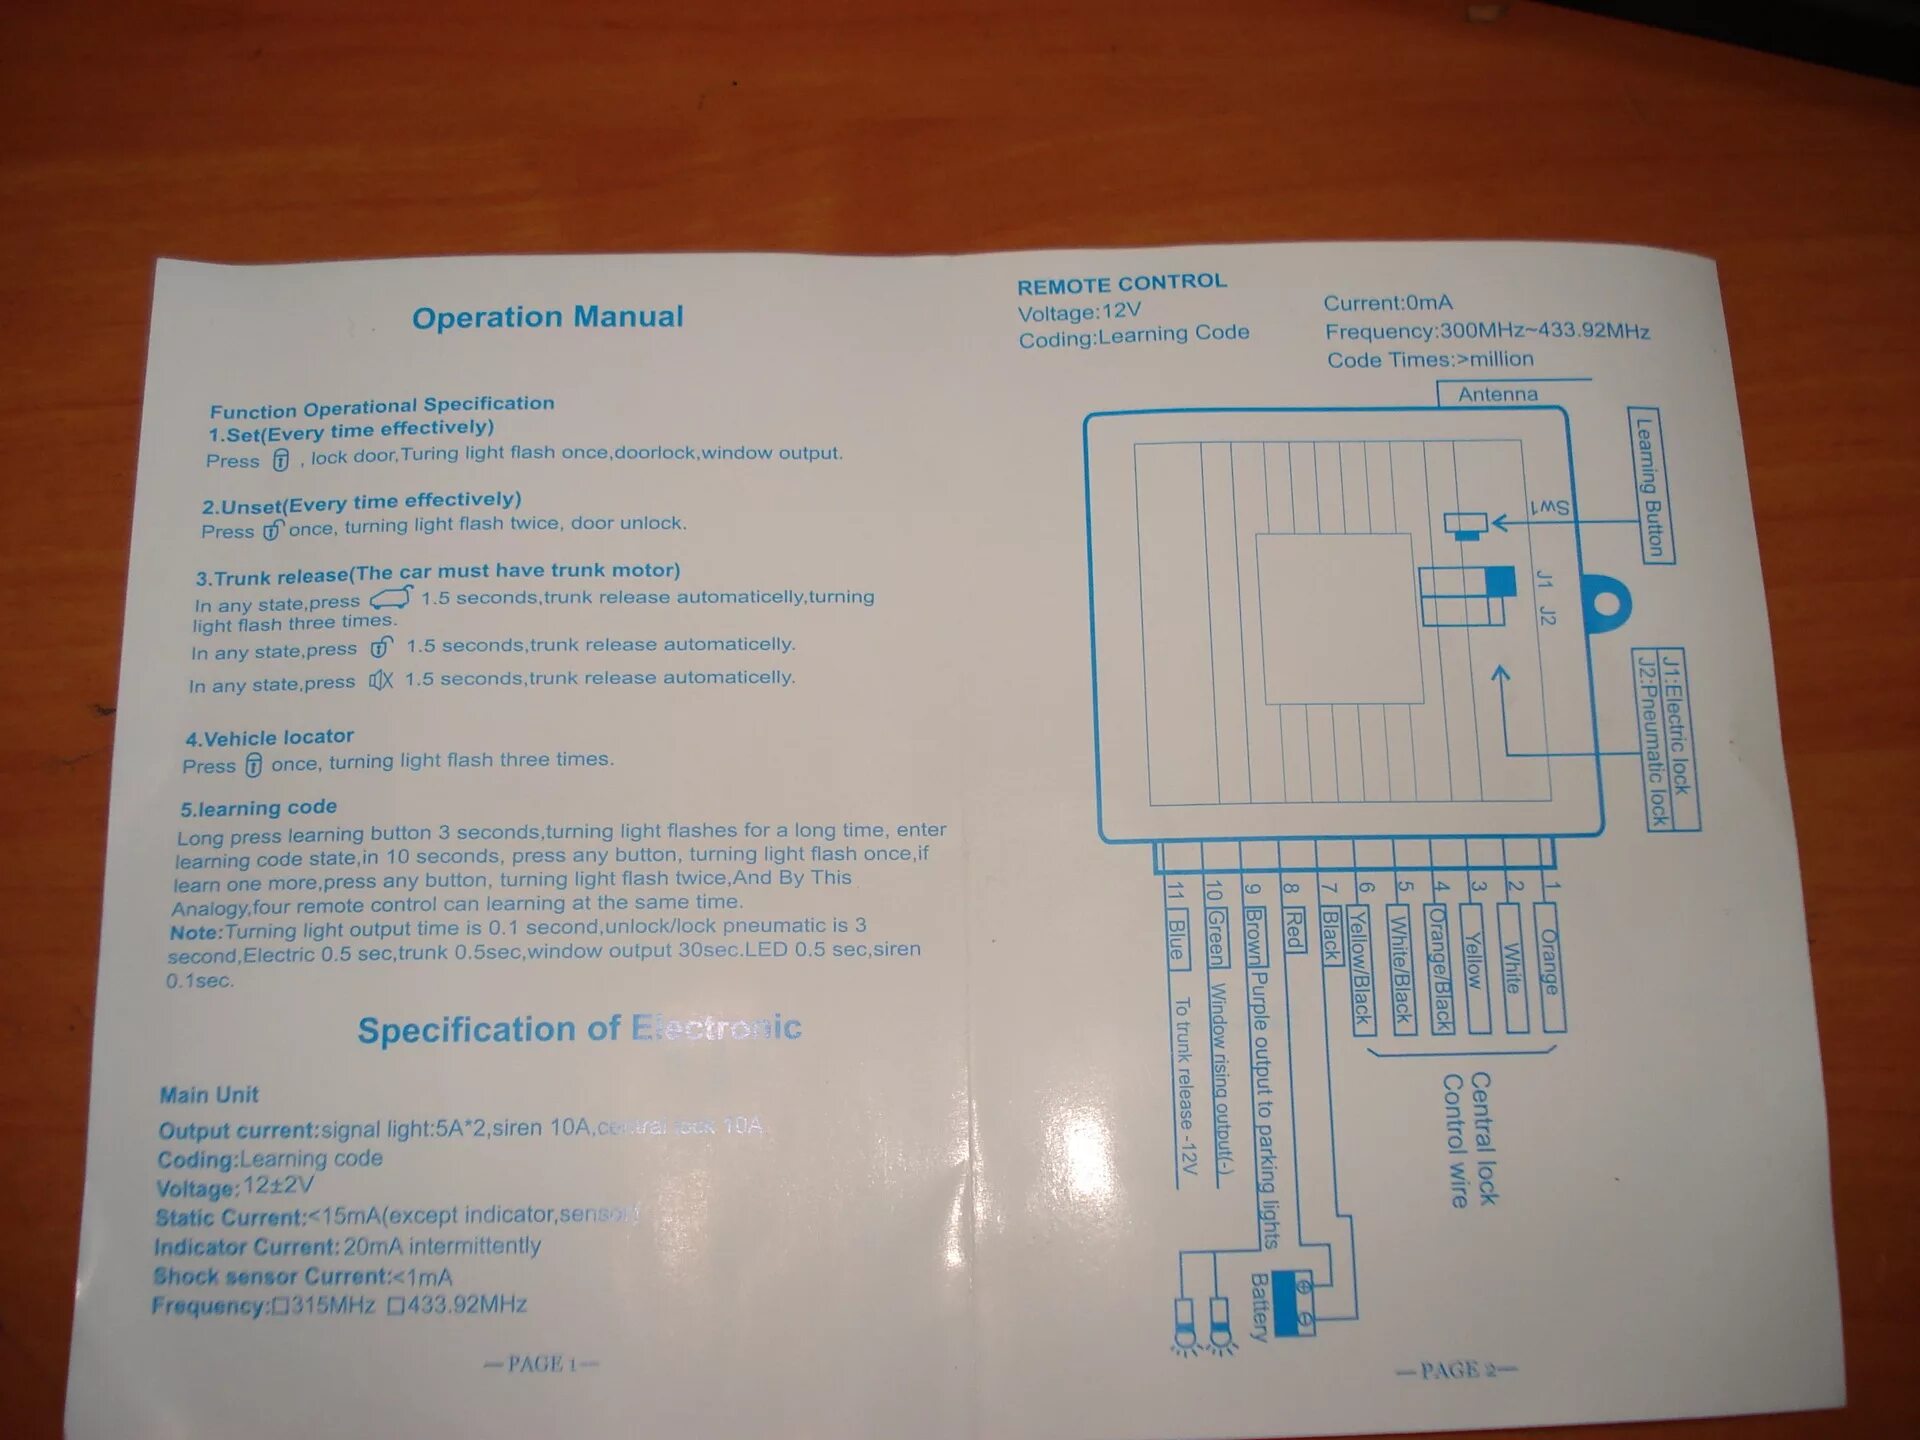 Operation Manual
Function Operational Specification
1.Set(Every time effectively)
Press , lock door,Turing light flash once,doorlock,window output.
2.Unset(Every time effectively)
Press once, turning light flash twice, door unlock.
3.Trunk release(The car must have trunk motor)
In any state,press 1.5 seconds,trunk release automaticelly,turning
light flash three times.
In any state,press 1.5 seconds,trunk release automaticelly.
In any state,press 1.5 seconds,trunk release automaticelly.
4.Vehicle locator
Press once, turning light flash three times.
5.learning code
Long press learning button 3 seconds,turning light flashes for a long time, enter
learning code state,in 10 seconds, press any button, turning light flash once,if
learn one more,press any button, turning light flash twice,And By This
Analogy,four remote control can learning at the same time.
Note:Turning light output time is 0.1 second,unlock/lock pneumatic is 3
second,Electric 0.5 sec,trunk 0.5sec,window output 30sec.LED 0.5 sec,siren
0.1sec.
Specification of Electronic
Main Unit
Output current:signal light:5A*2,siren 10A,central lock 10A
Coding:Learning code
Voltage:12±2V
Static Current:<15mA(except indicator,sensor)
Indicator Current: 20mA intermittently
Shock sensor Current:<1mA
Frequency:□315MHz □433.92MHz
—PAGE 1—
REMOTE CONTROL
Voltage:12V
Coding:Learning Code
Current:0mA
Frequency:300MHz~433.92MHz
Code Times:>million
Antenna
Learning Button
SW1
J1
J2
J1:Electric lock
J2:Pneumatic lock
1 Orange
2 White
3 Yellow
4 Orange/Black
5 White/Black
6 Yellow/Black
7 Black
8 Red
9 Brown Purple output to parking lights
10 Green Window rising output(-)
11 Blue To trunk release -12V
Central lock
Control wire
Battery
—PAGE 2—